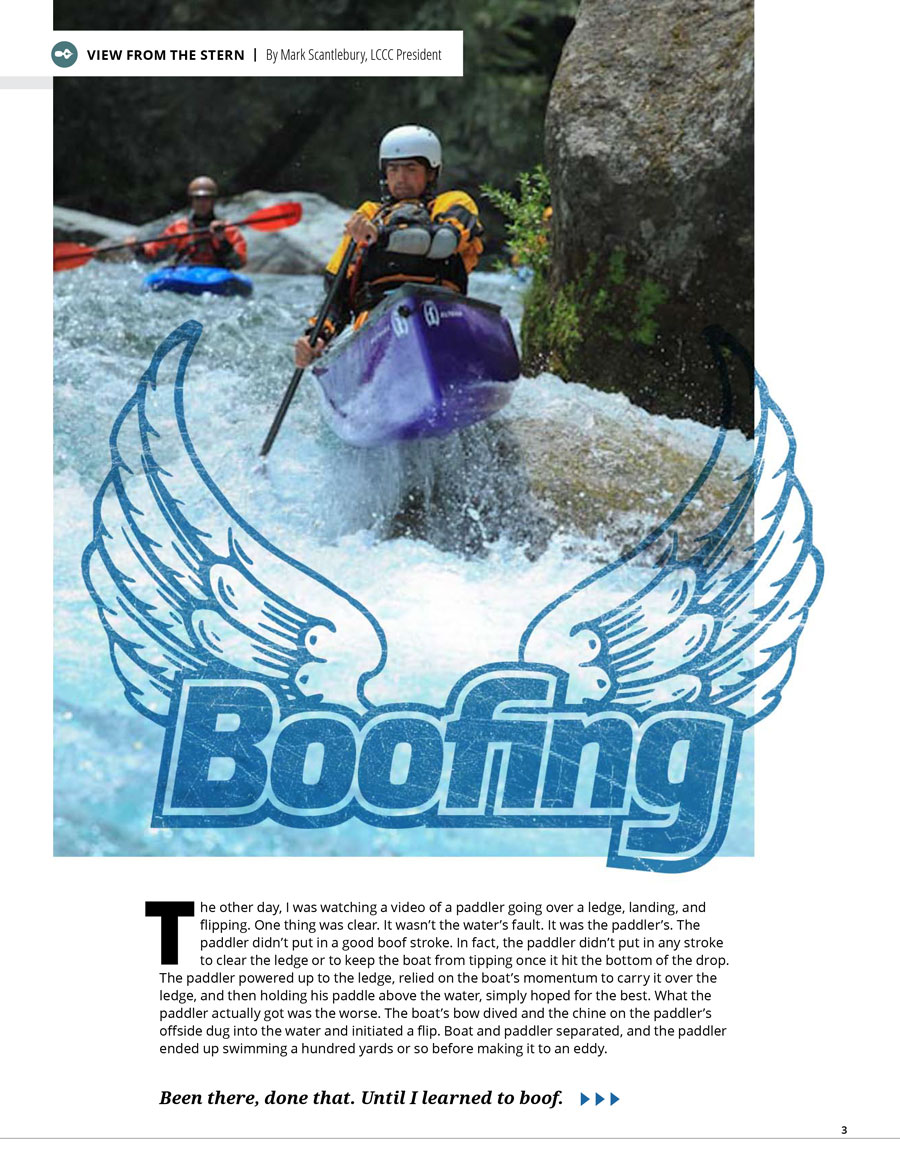 VIEW FROM THE STERN | By Mark Scantlebury, LCCC President
Boofing
The other day, I was watching a video of a paddler going over a ledge, landing, and
flipping. One thing was clear. It wasn’t the water’s fault. It was the paddler’s. The
paddler didn’t put in a good boof stroke. In fact, the paddler didn’t put in any stroke
to clear the ledge or to keep the boat from tipping once it hit the bottom of the drop.
The paddler powered up to the ledge, relied on the boat’s momentum to carry it over the
ledge, and then holding his paddle above the water, simply hoped for the best. What the
paddler actually got was the worse. The boat’s bow dived and the chine on the paddler’s
offside dug into the water and initiated a flip. Boat and paddler separated, and the paddler
ended up swimming a hundred yards or so before making it to an eddy.
Been there, done that. Until I learned to boof.
3